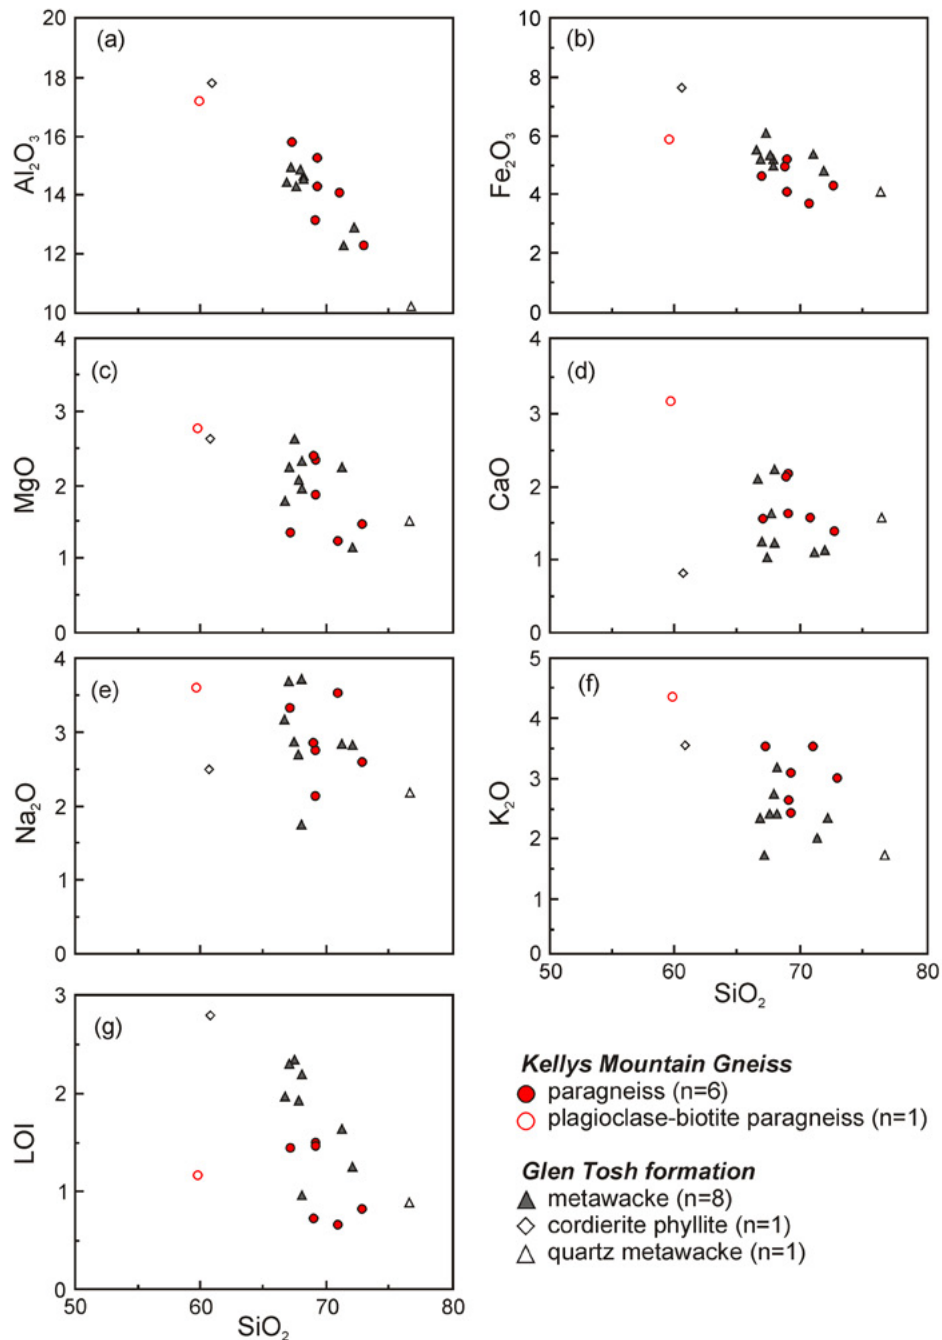 20
18
16
14
12
10
Al₂O₃
(a)
10
8
6
4
2
0
Fe₂O₃
(b)
4
3
2
1
0
MgO
(c)
4
3
2
1
0
CaO
(d)
4
3
2
1
0
Na₂O
(e)
5
4
3
2
1
0
K₂O
(f)
50 60 70 80
SiO₂
3
2
1
0
LOI
(g)
50 60 70 80
SiO₂
Kellys Mountain Gneiss
paragneiss (n=6)
plagioclase-biotite paragneiss (n=1)
Glen Tosh formation
metawacke (n=8)
cordierite phyllite (n=1)
quartz metawacke (n=1)